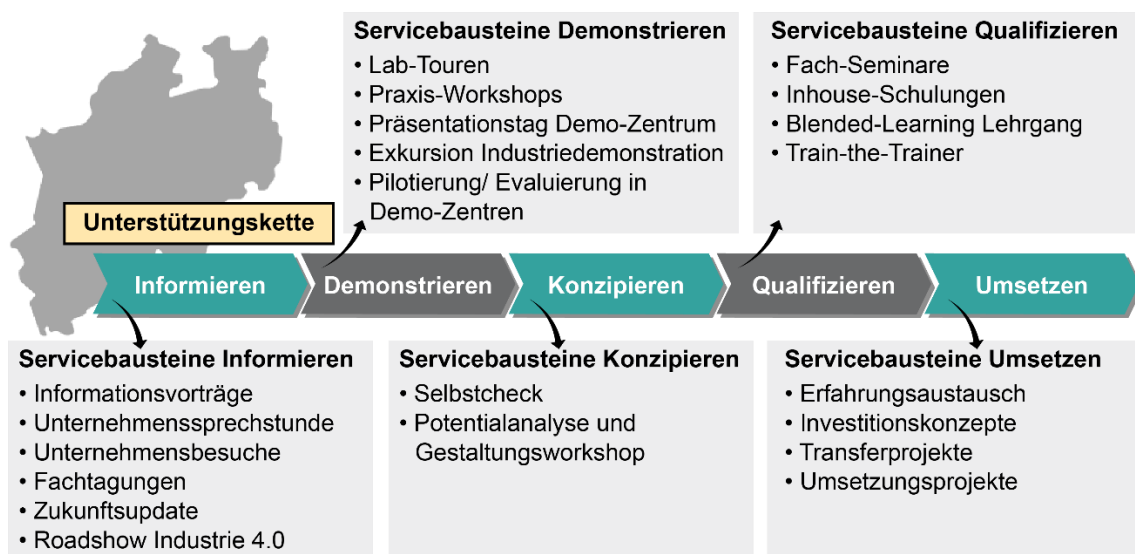 Servicebausteine Demonstrieren
• Lab-Touren
• Praxis-Workshops
• Präsentationstag Demo-Zentrum
• Exkursion Industriedemonstration
• Pilotierung/ Evaluierung in
Demo-Zentren
Servicebausteine Qualifizieren
• Fach-Seminare
• Inhouse-Schulungen
• Blended-Learning Lehrgang
• Train-the-Trainer
Unterstützungskette
Informieren
Demonstrieren
Konzipieren
Qualifizieren
Umsetzen
Servicebausteine Informieren
• Informationsvorträge
• Unternehmenssprechstunde
• Unternehmensbesuche
• Fachtagungen
• Zukunftsupdate
• Roadshow Industrie 4.0
Servicebausteine Konzipieren
• Selbstcheck
• Potentialanalyse und
Gestaltungsworkshop
Servicebausteine Umsetzen
• Erfahrungsaustausch
• Investitionskonzepte
• Transferprojekte
• Umsetzungsprojekte